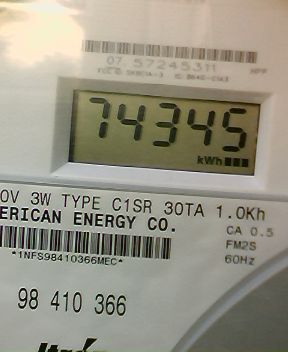 07 57245311
74345
kWh
0V 3W TYPE C1SR 30TA 1.0Kh
ERICAN ENERGY CO.
CA 0.5
FM2S
*1NFS98410366MEC*
60Hz
98 410 366
Itrón